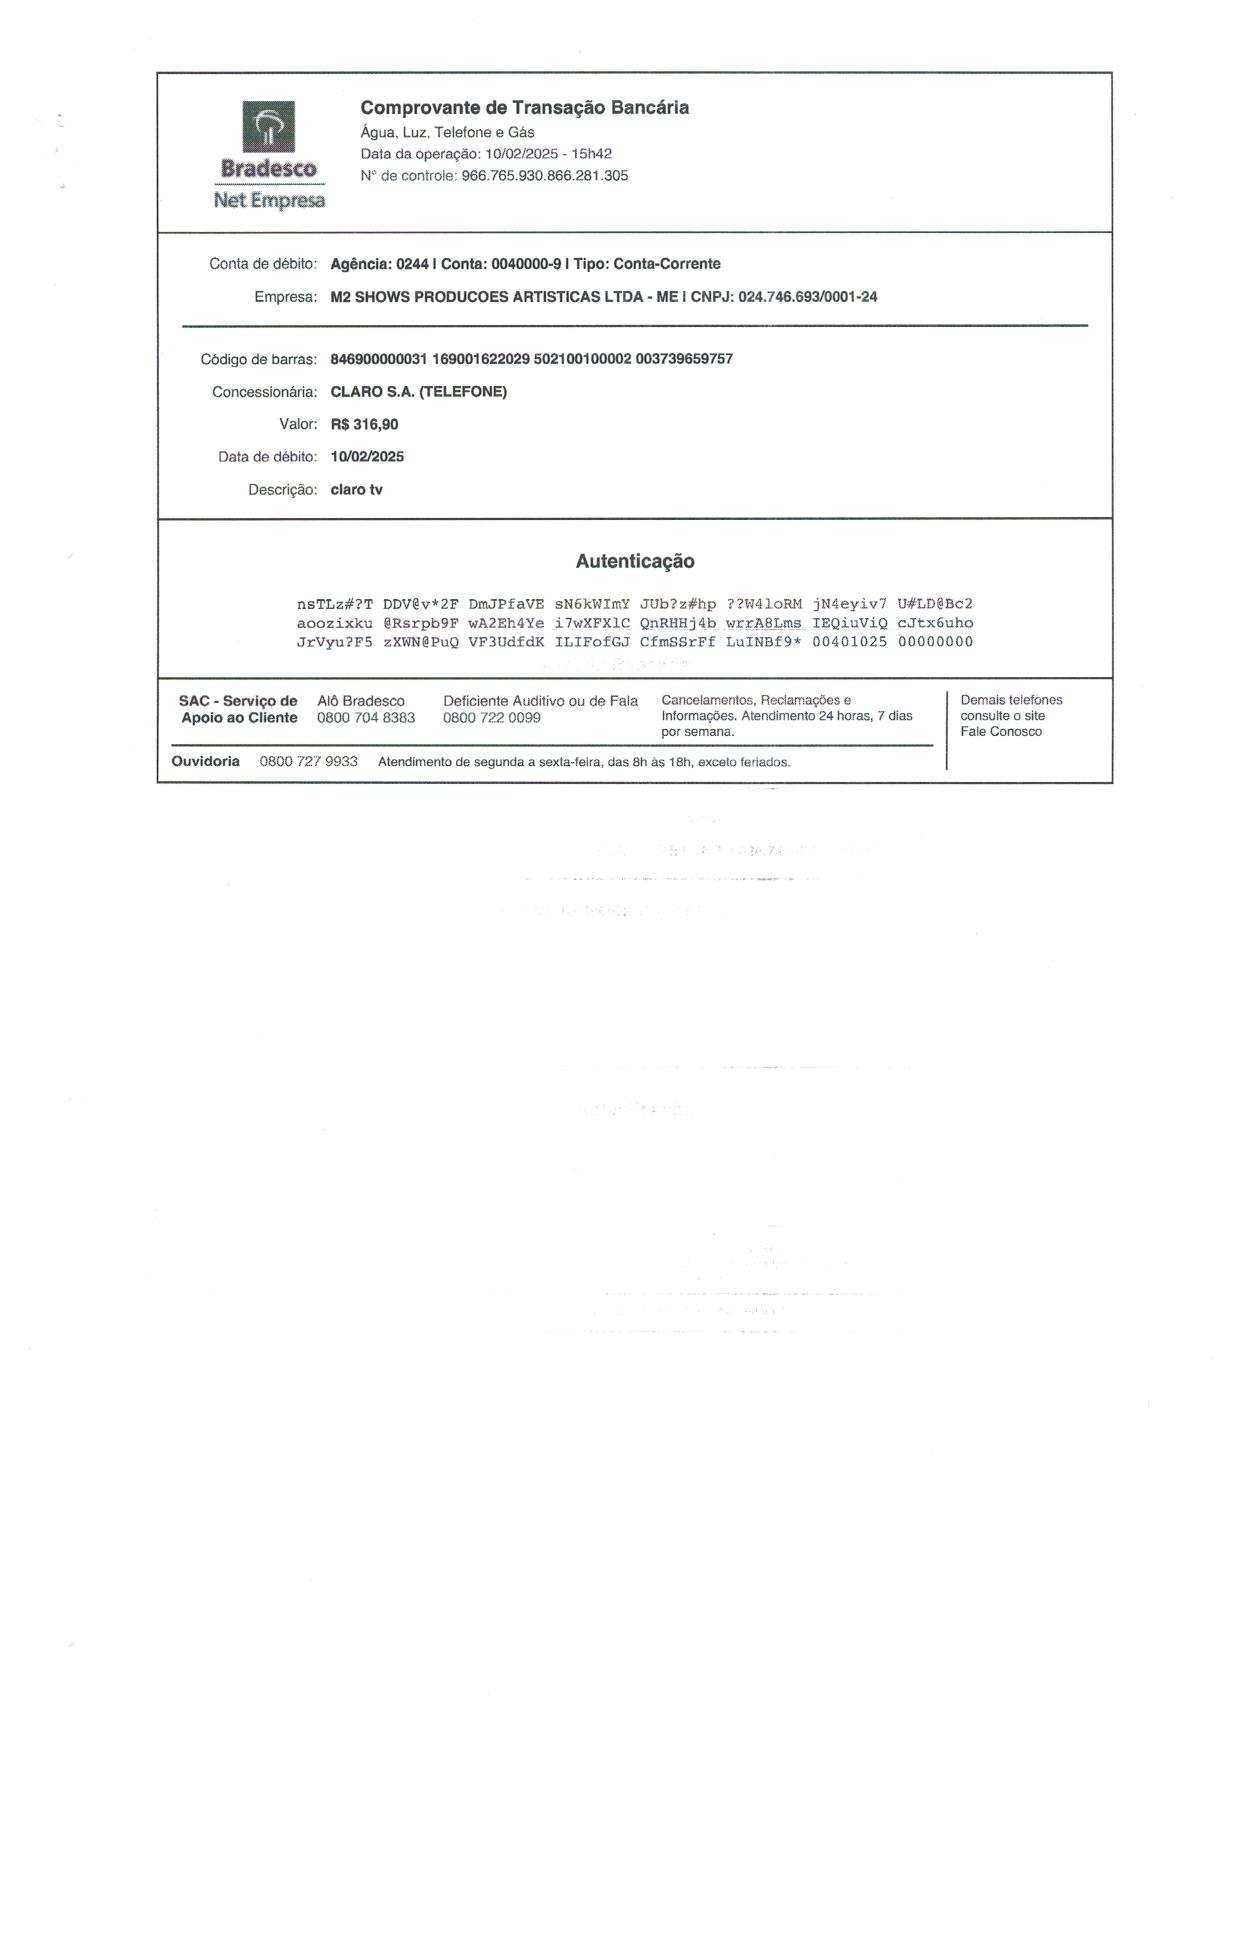 Bradesco
Net Empresa
Comprovante de Transação Bancária
Água, Luz, Telefone e Gás
Data da operação: 10/02/2025 - 15h42
N° de controle: 966.765.930.866.281.305
Conta de débito: Agência: 0244 | Conta: 0040000-9 | Tipo: Conta-Corrente
Empresa: M2 SHOWS PRODUCOES ARTISTICAS LTDA - ME | CNPJ: 024.746.693/0001-24
Código de barras: 846900000031 169001622029 502100100002 003739659757
Concessionária: CLARO S.A. (TELEFONE)
Valor: R$ 316,90
Data de débito: 10/02/2025
Descrição: claro tv
Autenticação
nsTLz#?T DDV@v*2F DmJPfaVE sN6kWImY JUb?z#hp ??W4loRM jN4eyiv7 U#LD@Bc2
aoozixku @Rsrpb9F wA2Eh4Ye i7wXFXlC QnRHHj4b wrrA8Lms IEQiuViQ cJtx6uho
JrVyu?F5 zXWN@PuQ VF3UdfdK ILIFofGJ CfmSSrFf LuINBf9* 00401025 00000000
SAC - Serviço de Apoio ao Cliente
Alô Bradesco
0800 704 8383
Deficiente Auditivo ou de Fala
0800 722 0099
Cancelamentos, Reclamações e
Informações. Atendimento 24 horas, 7 dias
por semana.
Demais telefones
consulte o site
Fale Conosco
Ouvidoria 0800 727 9933 Atendimento de segunda a sexta-feira, das 8h às 18h, exceto feriados.